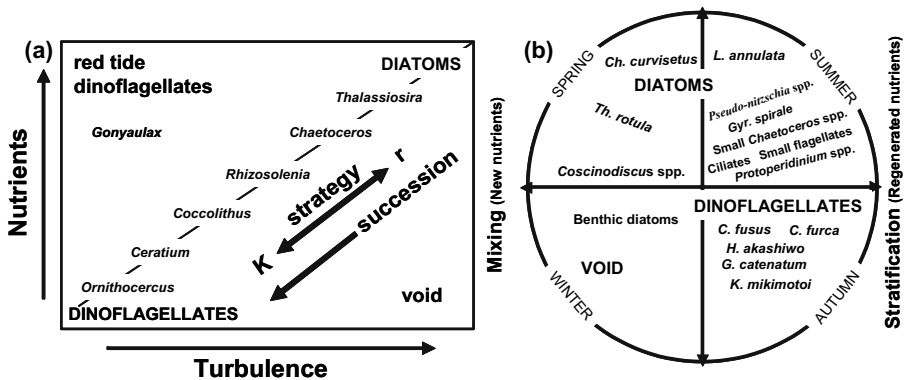 (a)
red tide
dinoflagellates
DIATOMS
Thalassiosira
Gonyaulax
Chaetoceros
r
Rhizosolenia
strategy
succession
Coccolithus
K
Ceratium
Ornithocercus
void
DINOFLAGELLATES
Nutrients
Turbulence
(b)
SPRING
SUMMER
Ch. curvisetus
L. annulata
DIATOMS
Pseudo-nitzschia spp.
Th. rotula
Gyr. spirale
Small Chaetoceros spp.
Ciliates Small flagellates
Protoperidinium spp.
Coscinodiscus spp.
Mixing (New nutrients)
Stratification (Regenerated nutrients)
DINOFLAGELLATES
Benthic diatoms
C. fusus C. furca
H. akashiwo
G. catenatum
K. mikimotoi
VOID
WINTER
AUTUMN